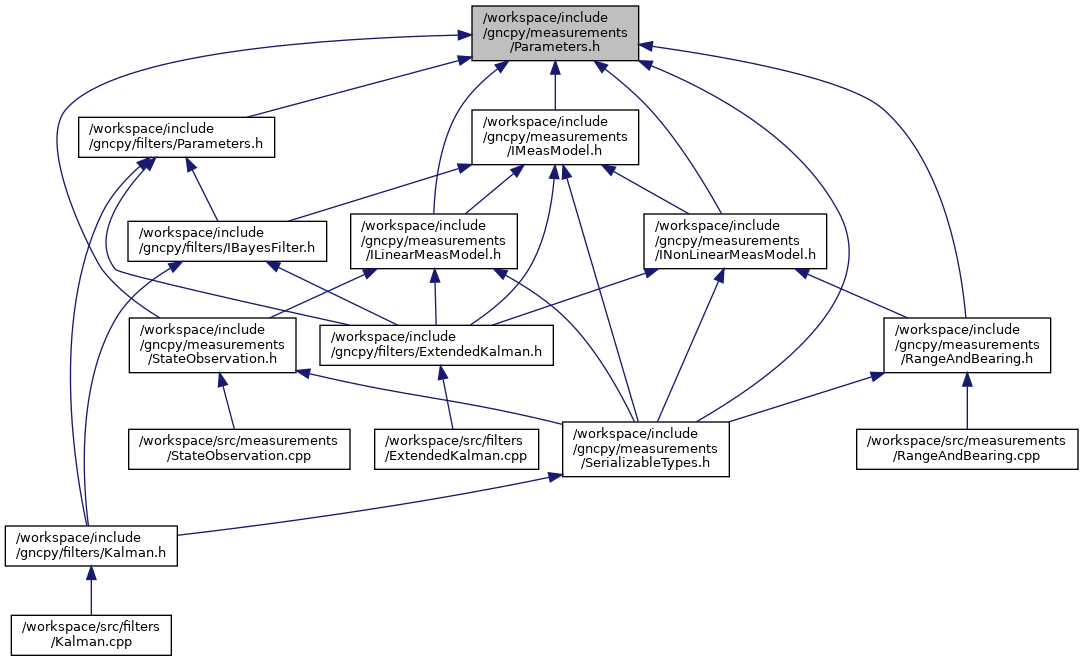 /workspace/include
/gncpy/measurements
/Parameters.h
/workspace/include
/gncpy/filters/Parameters.h
/workspace/include
/gncpy/measurements
/IMeasModel.h
/workspace/include
/gncpy/filters/IBayesFilter.h
/workspace/include
/gncpy/measurements
/ILinearMeasModel.h
/workspace/include
/gncpy/measurements
/INonLinearMeasModel.h
/workspace/include
/gncpy/measurements
/StateObservation.h
/workspace/include
/gncpy/filters/ExtendedKalman.h
/workspace/include
/gncpy/measurements
/RangeAndBearing.h
/workspace/src/measurements
/StateObservation.cpp
/workspace/src/filters
/ExtendedKalman.cpp
/workspace/include
/gncpy/measurements
/SerializableTypes.h
/workspace/src/measurements
/RangeAndBearing.cpp
/workspace/include
/gncpy/filters/Kalman.h
/workspace/src/filters
/Kalman.cpp